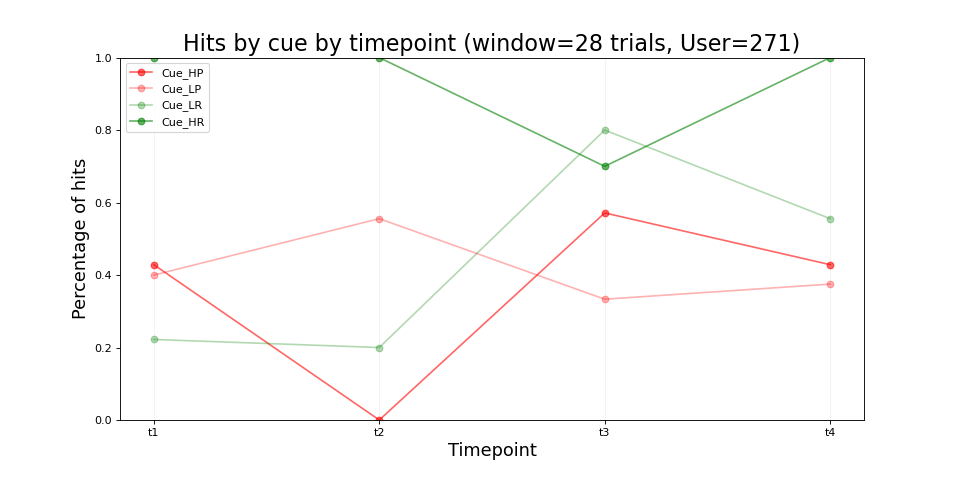 Hits by cue by timepoint (window=28 trials, User=271)
Cue_HP
Cue_LP
Cue_LR
Cue_HR
Percentage of hits
1.0
0.8
0.6
0.4
0.2
0.0
t1 t2 t3 t4
Timepoint